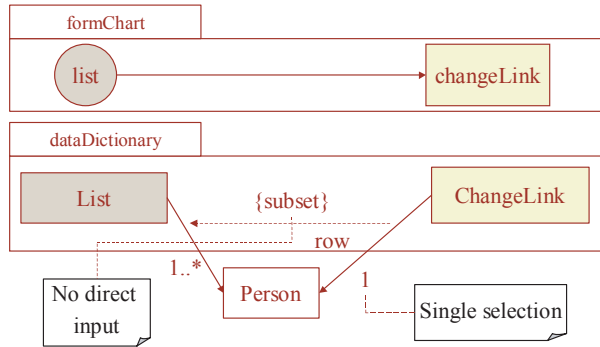 formChart
list
changeLink
dataDictionary
List
ChangeLink
{subset}
row
1..*
Person
1
No direct
input
Single selection